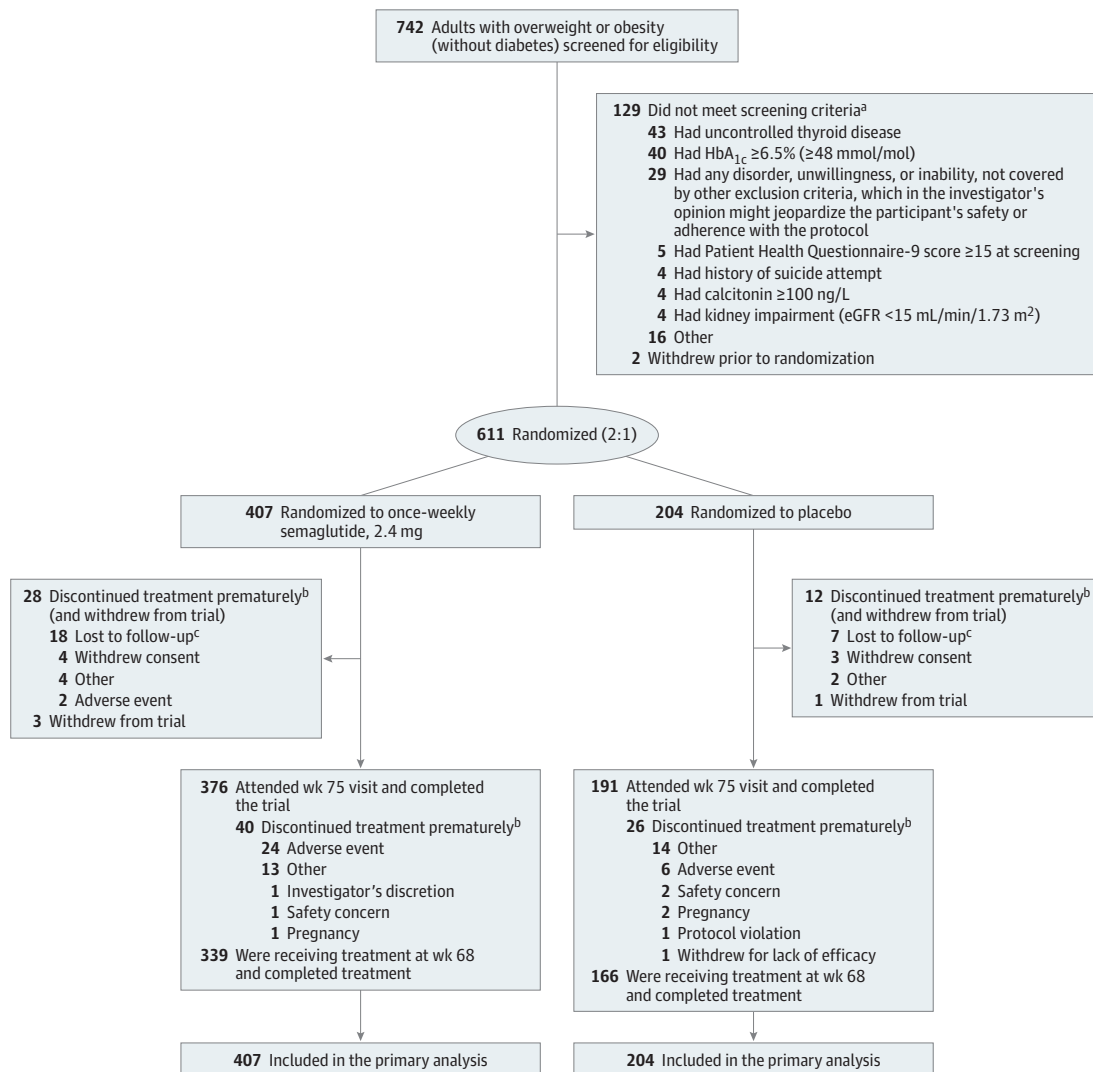 742 Adults with overweight or obesity
(without diabetes) screened for eligibility
129 Did not meet screening criteriaᵃ
43 Had uncontrolled thyroid disease
40 Had HbA1c ≥6.5% (≥48 mmol/mol)
29 Had any disorder, unwillingness, or inability, not covered
by other exclusion criteria, which in the investigator's
opinion might jeopardize the participant's safety or
adherence with the protocol
5 Had Patient Health Questionnaire-9 score ≥15 at screening
4 Had history of suicide attempt
4 Had calcitonin ≥100 ng/L
4 Had kidney impairment (eGFR <15 mL/min/1.73 m²)
16 Other
2 Withdrew prior to randomization
611 Randomized (2:1)
407 Randomized to once-weekly
semaglutide, 2.4 mg
204 Randomized to placebo
28 Discontinued treatment prematurelyᵇ
(and withdrew from trial)
18 Lost to follow-upᶜ
4 Withdrew consent
4 Other
2 Adverse event
3 Withdrew from trial
12 Discontinued treatment prematurelyᵇ
(and withdrew from trial)
7 Lost to follow-upᶜ
3 Withdrew consent
2 Other
1 Withdrew from trial
376 Attended wk 75 visit and completed
the trial
40 Discontinued treatment prematurelyᵇ
24 Adverse event
13 Other
1 Investigator's discretion
1 Safety concern
1 Pregnancy
339 Were receiving treatment at wk 68
and completed treatment
191 Attended wk 75 visit and completed
the trial
26 Discontinued treatment prematurelyᵇ
14 Other
6 Adverse event
2 Safety concern
2 Pregnancy
1 Protocol violation
1 Withdrew for lack of efficacy
166 Were receiving treatment at wk 68
and completed treatment
407 Included in the primary analysis
204 Included in the primary analysis